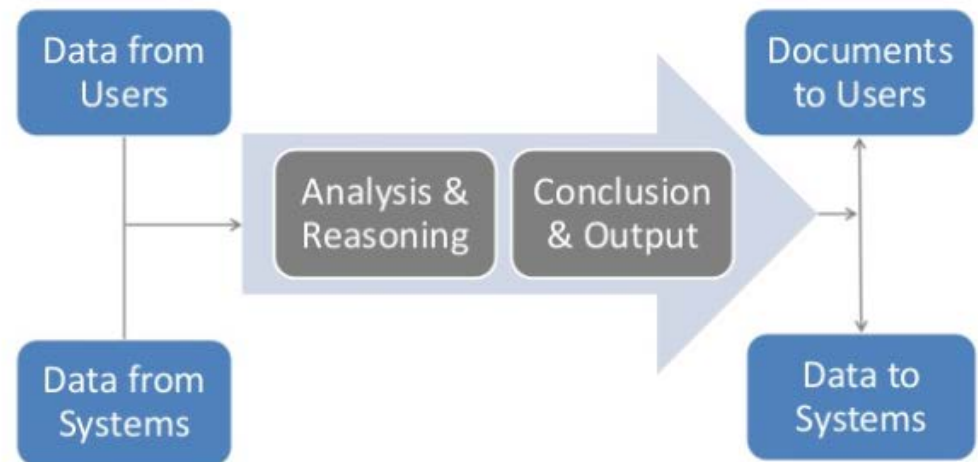 Data from
Users
Data from
Systems
Analysis &
Reasoning
Conclusion
& Output
Documents
to Users
Data to
Systems